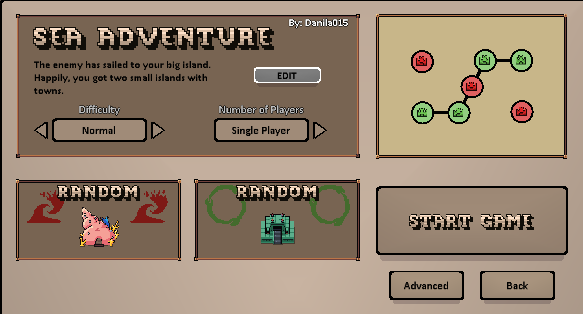 By: Danila015
SEA ADVENTURE
The enemy has sailed to your big island.
Happily, you got two small islands with
towns.
EDIT
Difficulty
Number of Players
Normal
Single Player
RANDOM
RANDOM
START GAME
Advanced
Back